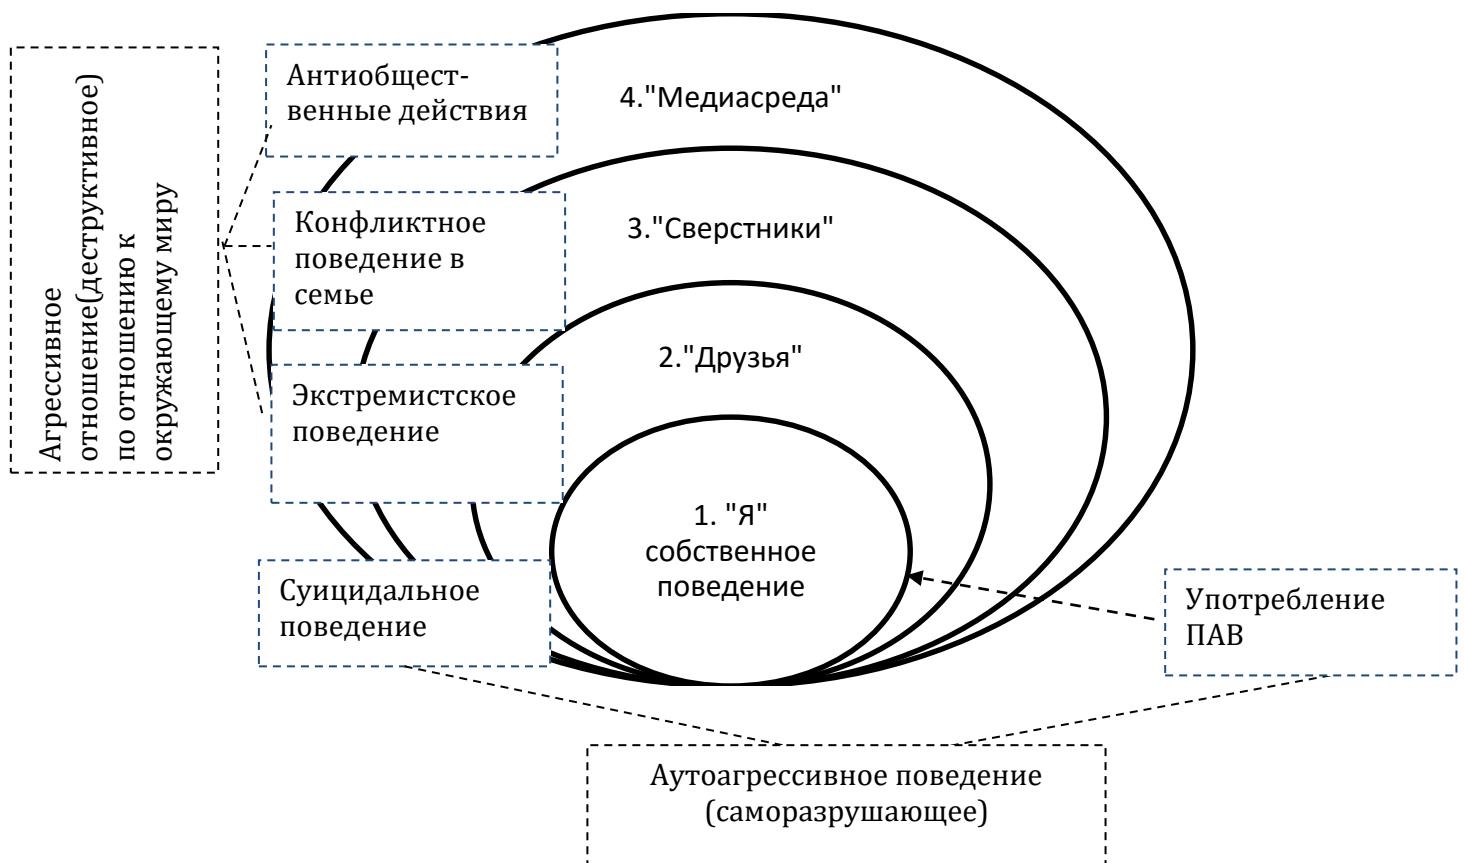 Агрессивное
отношение(деструктивное)
по отношению к
окружающему миру
Антиобщест-
венные действия
4."Медиасреда"
Конфликтное
поведение в
семье
3."Сверстники"
Экстремистское
поведение
2."Друзья"
1. "Я"
собственное
поведение
Суицидальное
поведение
Употребление
ПАВ
Аутоагрессивное поведение
(саморазрушающее)